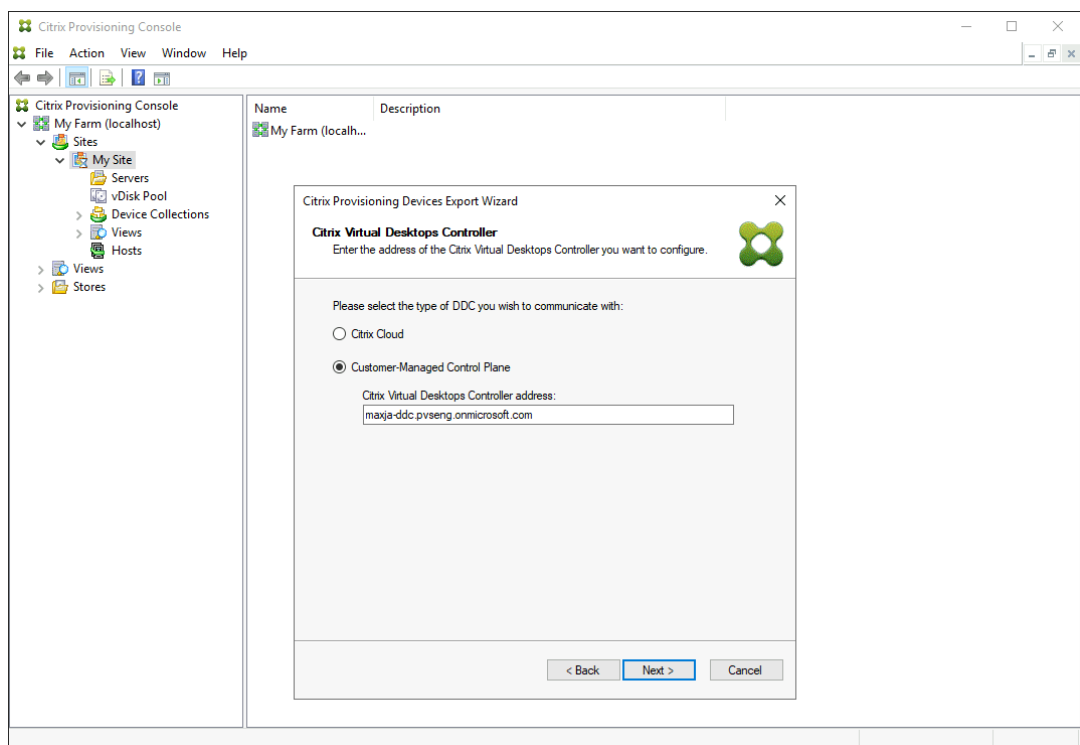 Citrix Provisioning Console
File Action View Window Help
Citrix Provisioning Console
My Farm (localhost)
Sites
My Site
Servers
vDisk Pool
Device Collections
Views
Hosts
Views
Stores
Name Description
My Farm (localh...
Citrix Provisioning Devices Export Wizard
Citrix Virtual Desktops Controller
Enter the address of the Citrix Virtual Desktops Controller you want to configure.
Please select the type of DDC you wish to communicate with:
Citrix Cloud
Customer-Managed Control Plane
Citrix Virtual Desktops Controller address:
maxja-ddc.pvseng.onmicrosoft.com
< Back Next > Cancel